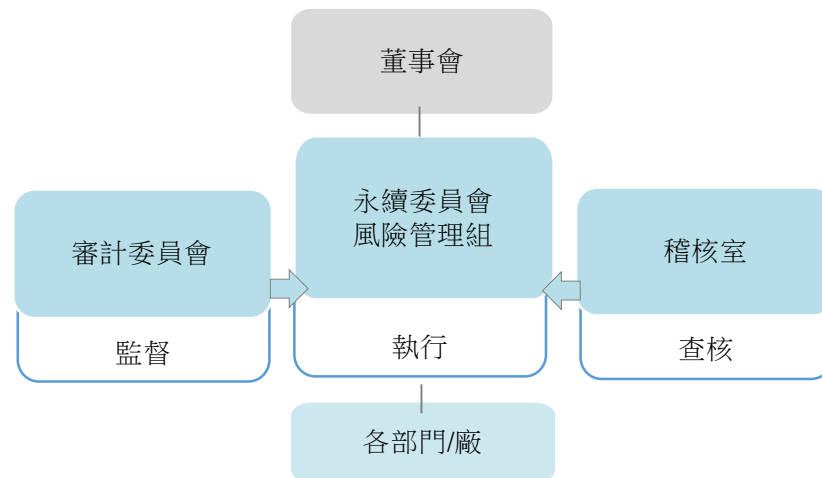 董事會
永續委員會
風險管理組
審計委員會
稽核室
監督
執行
查核
各部門/廠